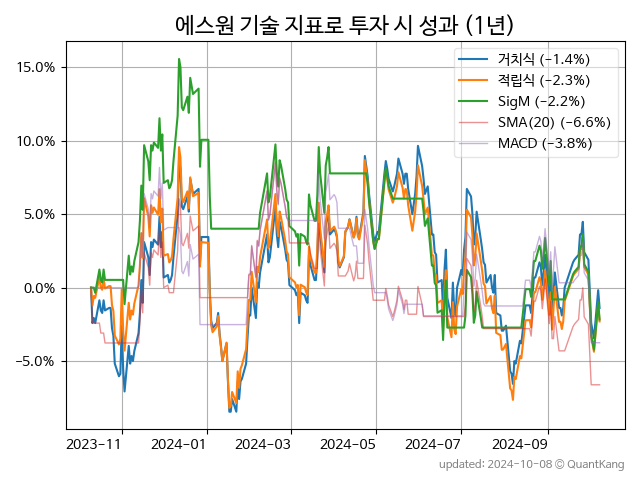 에스원 기술 지표로 투자 시 성과 (1년)
거치식 (−1.4%)
적립식 (−2.3%)
SigM (−2.2%)
SMA(20) (−6.6%)
MACD (−3.8%)
15.0%
10.0%
5.0%
0.0%
−5.0%
2023-11 2024-01 2024-03 2024-05 2024-07 2024-09
updated: 2024-10-08 © QuantKang